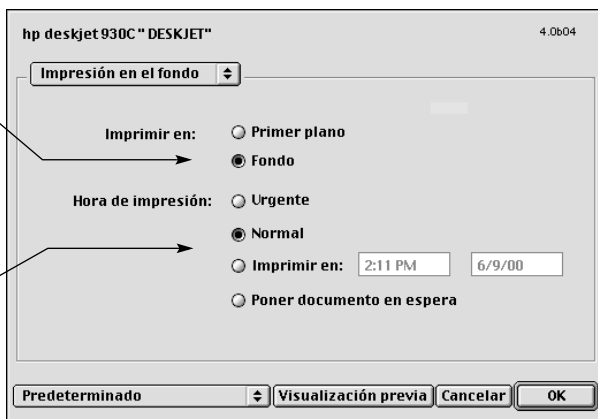 hp deskjet 930C " DESKJET"
4.0b04
Impresión en el fondo
Imprimir en:
Primer plano
Fondo
Hora de impresión:
Urgente
Normal
Imprimir en: 2:11 PM 6/9/00
Poner documento en espera
Predeterminado
Visualización previa
Cancelar
OK